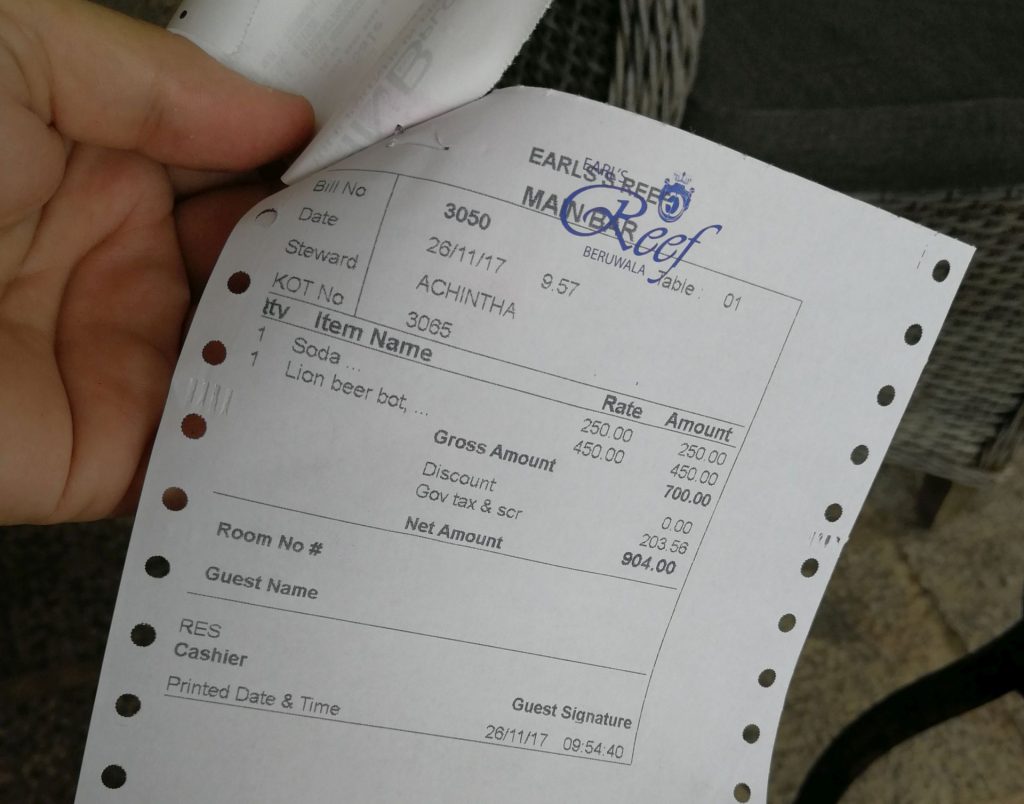 EARL'S REEF
MAIN BAR
EARL'S
Reef
BERUWALA
Bill No 3050
Date 26/11/17 9.57 Table : 01
Steward ACHINTHA
KOT No 3065
tty Item Name Rate Amount
1 Soda ... 250.00 250.00
1 Lion beer bot, ... 450.00 450.00
Gross Amount 700.00
Discount 0.00
Gov tax & scr 203.56
Net Amount 904.00
Room No #
Guest Name
RES
Cashier
Guest Signature
Printed Date & Time 26/11/17 09:54:40